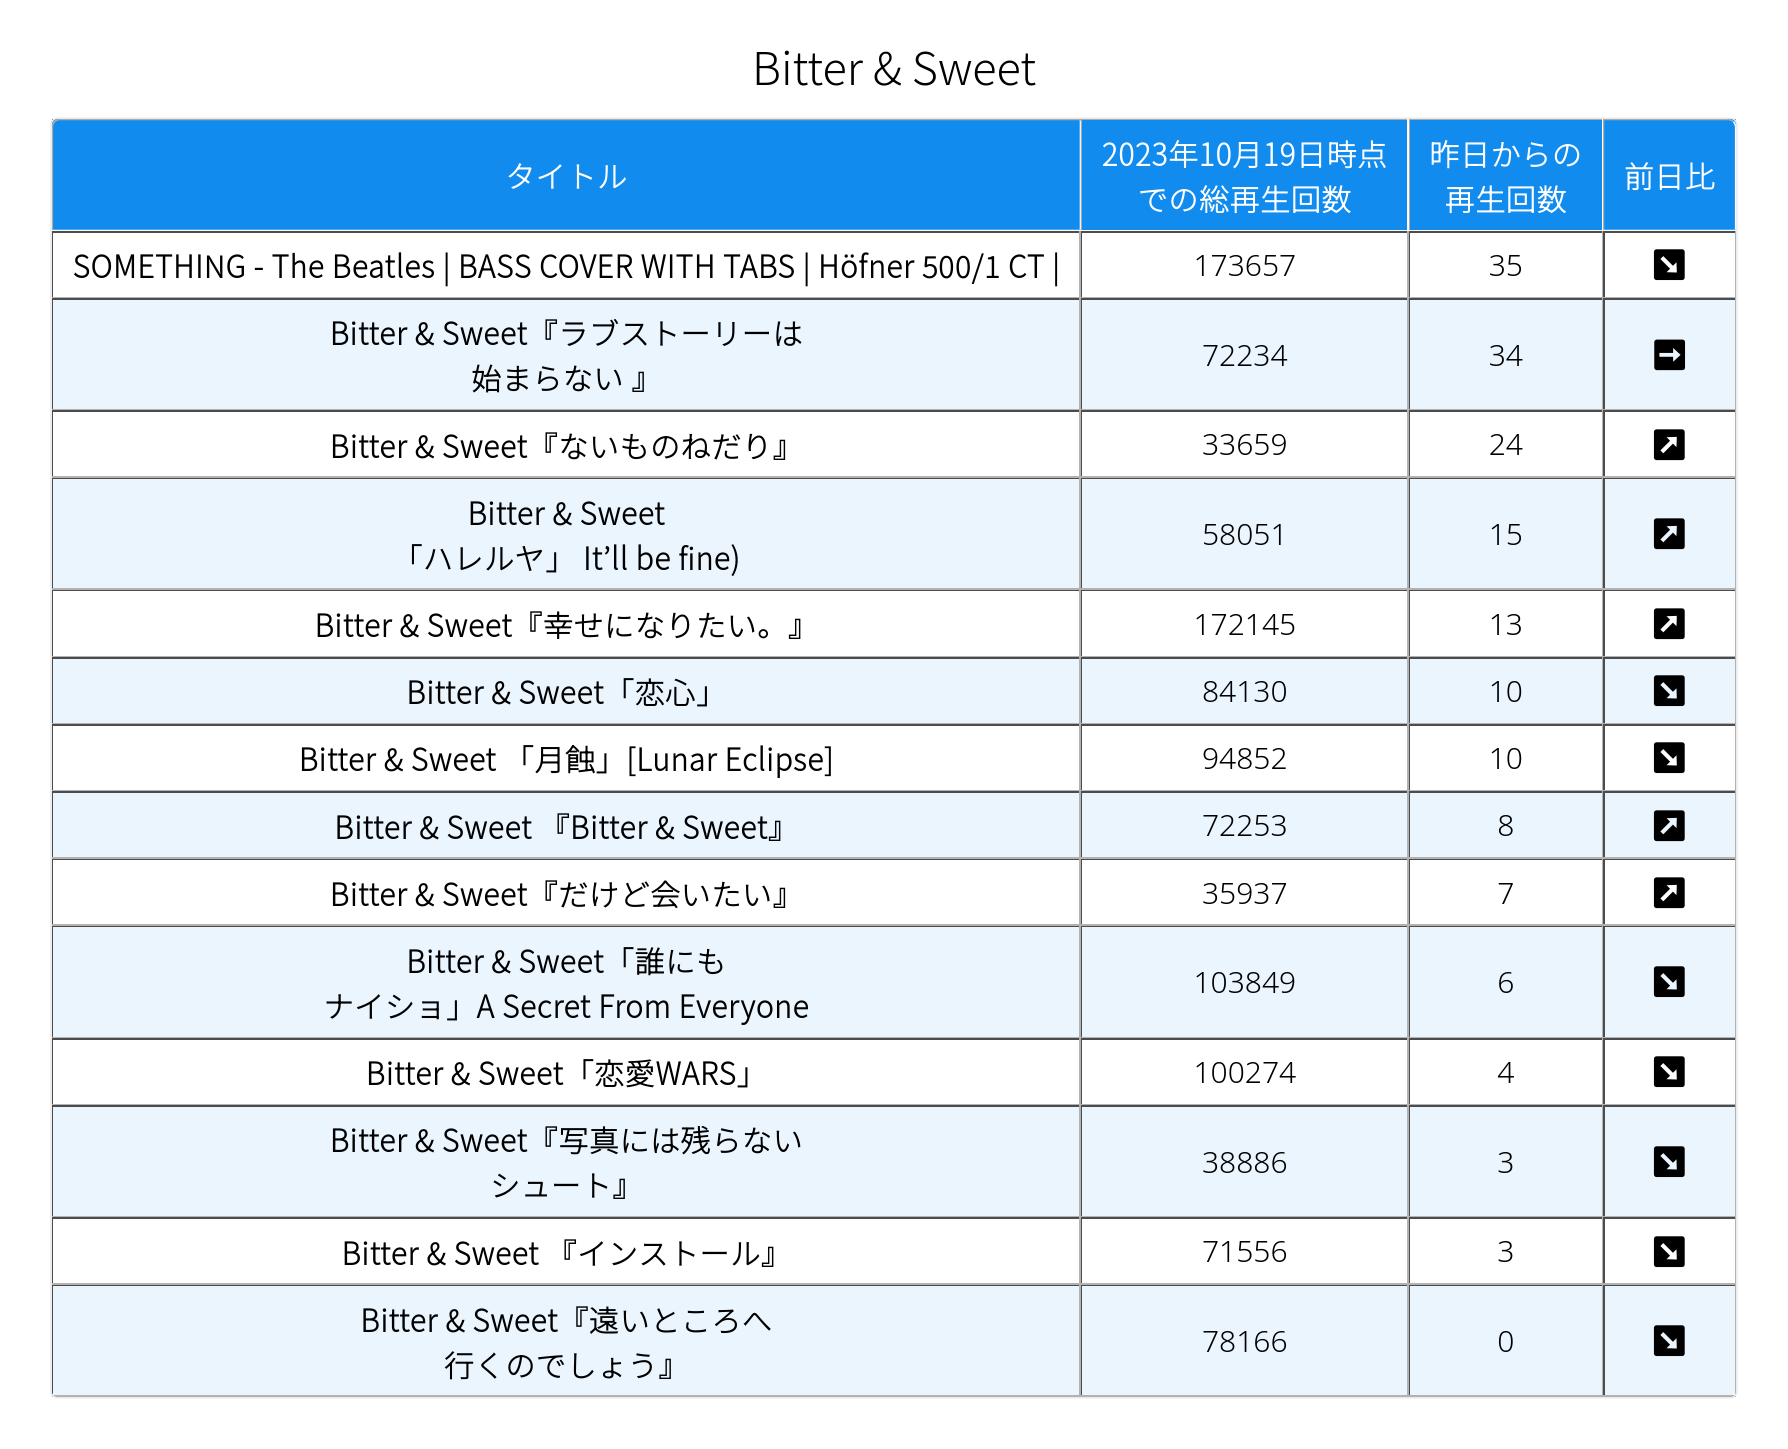 Bitter & Sweet
タイトル
2023年10月19日時点
での総再生回数
昨日からの
再生回数
前日比
SOMETHING - The Beatles | BASS COVER WITH TABS | Höfner 500/1 CT |
173657
35
Bitter & Sweet『ラブストーリーは
始まらない 』
72234
34
Bitter & Sweet『ないものねだり』
33659
24
Bitter & Sweet
「ハレルヤ」 It’ll be fine)
58051
15
Bitter & Sweet『幸せになりたい。』
172145
13
Bitter & Sweet「恋心」
84130
10
Bitter & Sweet 「月蝕」[Lunar Eclipse]
94852
10
Bitter & Sweet 『Bitter & Sweet』
72253
8
Bitter & Sweet『だけど会いたい』
35937
7
Bitter & Sweet「誰にも
ナイショ」A Secret From Everyone
103849
6
Bitter & Sweet「恋愛WARS」
100274
4
Bitter & Sweet『写真には残らない
シュート』
38886
3
Bitter & Sweet 『インストール』
71556
3
Bitter & Sweet『遠いところへ
行くのでしょう』
78166
0